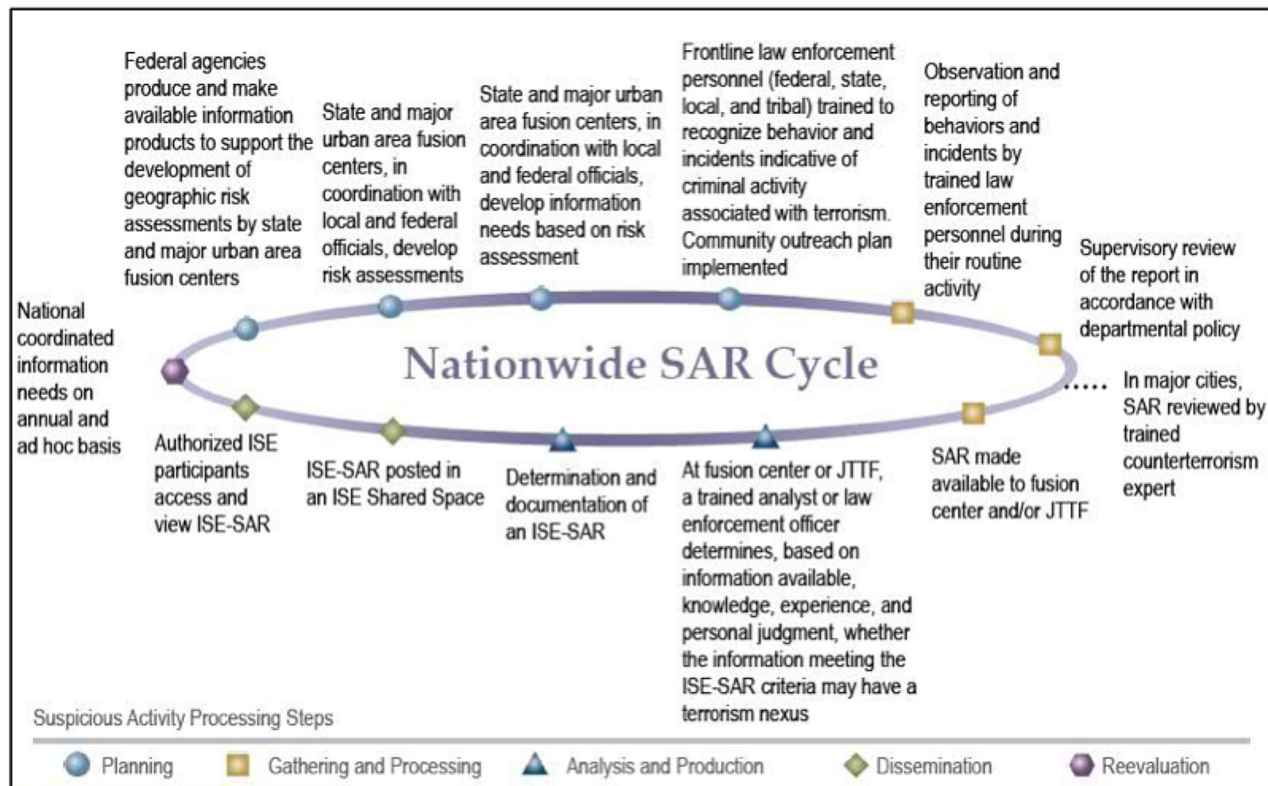 Federal agencies
produce and make
available information
products to support the
development of
geographic risk
assessments by state
and major urban area
fusion centers
State and major
urban area fusion
centers, in
coordination with
local and federal
officials, develop
risk assessments
State and major urban
area fusion centers, in
coordination with local
and federal officials,
develop information
needs based on risk
assessment
Frontline law enforcement
personnel (federal, state,
local, and tribal) trained to
recognize behavior and
incidents indicative of
criminal activity
associated with terrorism.
Community outreach plan
implemented
Observation and
reporting of
behaviors and
incidents by
trained law
enforcement
personnel during
their routine
activity
Supervisory review
of the report in
accordance with
departmental policy
National
coordinated
information
needs on
annual and
ad hoc basis
Nationwide SAR Cycle
..... In major cities,
SAR reviewed by
trained
counterterrorism
expert
Authorized ISE
participants
access and
view ISE-SAR
ISE-SAR posted in
an ISE Shared Space
Determination and
documentation of
an ISE-SAR
At fusion center or JTTF,
a trained analyst or law
enforcement officer
determines, based on
information available,
knowledge, experience, and
personal judgment, whether
the information meeting the
ISE-SAR criteria may have a
terrorism nexus
SAR made
available to fusion
center and/or JTTF
Suspicious Activity Processing Steps
Planning
Gathering and Processing
Analysis and Production
Dissemination
Reevaluation